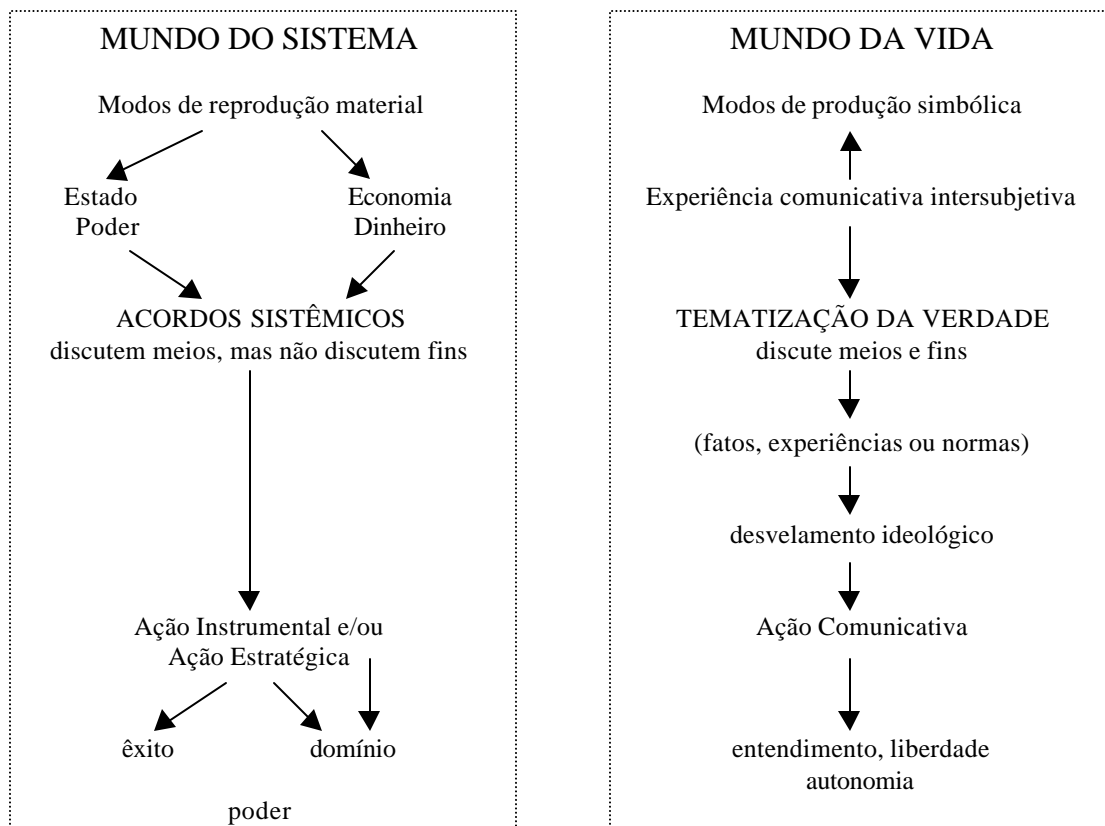 MUNDO DO SISTEMA
Modos de reprodução material
Estado
Poder
Economia
Dinheiro
ACORDOS SISTÊMICOS
discutem meios, mas não discutem fins
Ação Instrumental e/ou
Ação Estratégica
êxito
domínio
poder
MUNDO DA VIDA
Modos de produção simbólica
Experiência comunicativa intersubjetiva
TEMATIZAÇÃO DA VERDADE
discute meios e fins
(fatos, experiências ou normas)
desvelamento ideológico
Ação Comunicativa
entendimento, liberdade
autonomia